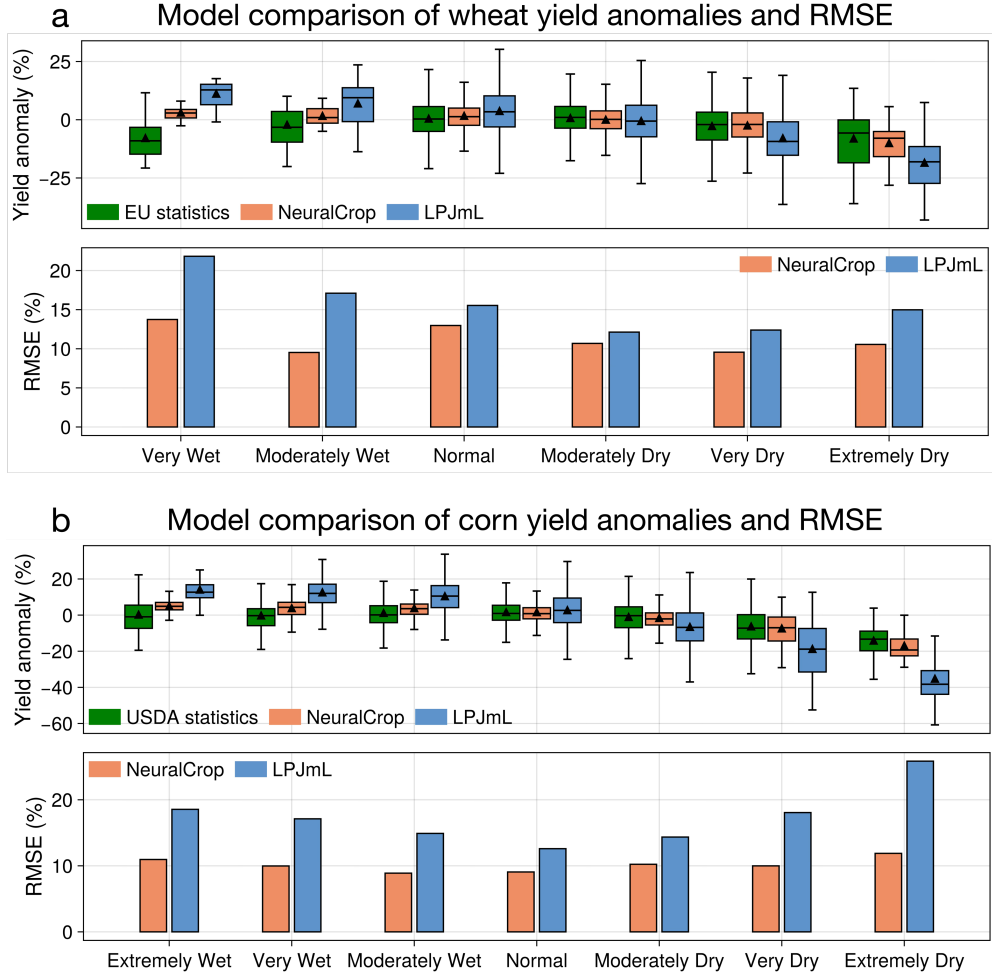 a
Model comparison of wheat yield anomalies and RMSE
Yield anomaly (%)
25
0
−25
EU statistics NeuralCrop LPJmL
RMSE (%)
20
15
10
5
0
NeuralCrop LPJmL
Very Wet Moderately Wet Normal Moderately Dry Very Dry Extremely Dry
b
Model comparison of corn yield anomalies and RMSE
Yield anomaly (%)
20
0
−20
−40
−60
USDA statistics NeuralCrop LPJmL
NeuralCrop LPJmL
RMSE (%)
20
10
0
Extremely Wet Very Wet Moderately Wet Normal Moderately Dry Very Dry Extremely Dry